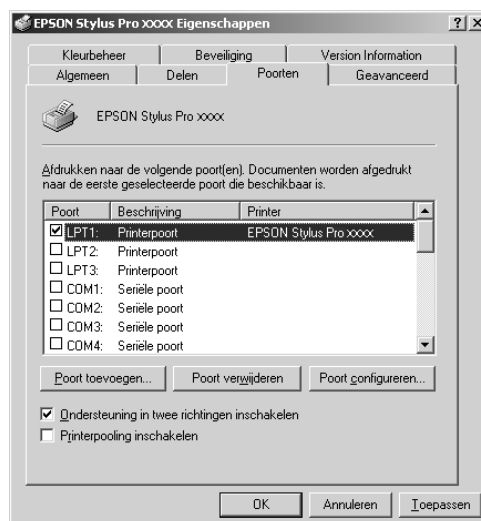 EPSON Stylus Pro xxxx Eigenschappen
Kleurbeheer Beveiliging Version Information
Algemeen Delen Poorten Geavanceerd
EPSON Stylus Pro xxxx
Afdrukken naar de volgende poort(en). Documenten worden afgedrukt
naar de eerste geselecteerde poort die beschikbaar is.
Poort Beschrijving Printer
LPT1: Printerpoort EPSON Stylus Pro xxxx
LPT2: Printerpoort
LPT3: Printerpoort
COM1: Seriële poort
COM2: Seriële poort
COM3: Seriële poort
COM4: Seriële poort
Poort toevoegen... Poort verwijderen Poort configureren...
Ondersteuning in twee richtingen inschakelen
Printerpooling inschakelen
OK Annuleren Toepassen